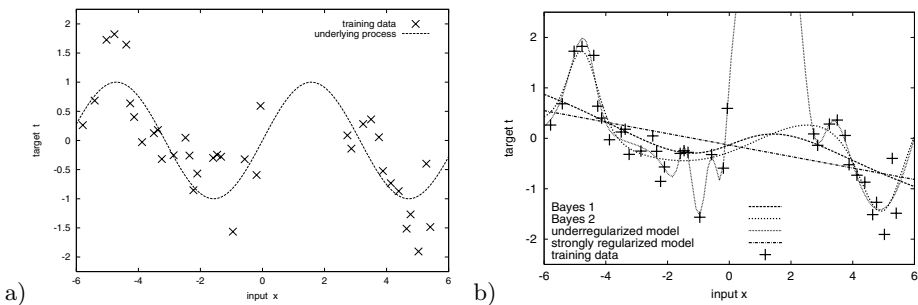 training data
underlying process
2
1.5
1
0.5
0
-0.5
-1
-1.5
-2
target t
-6
-4
-2
0
2
4
6
input x
a)
2
1
0
-1
-2
target t
Bayes 1
Bayes 2
underregularized model
strongly regularized model
training data
-6
-4
-2
0
2
4
6
input x
b)